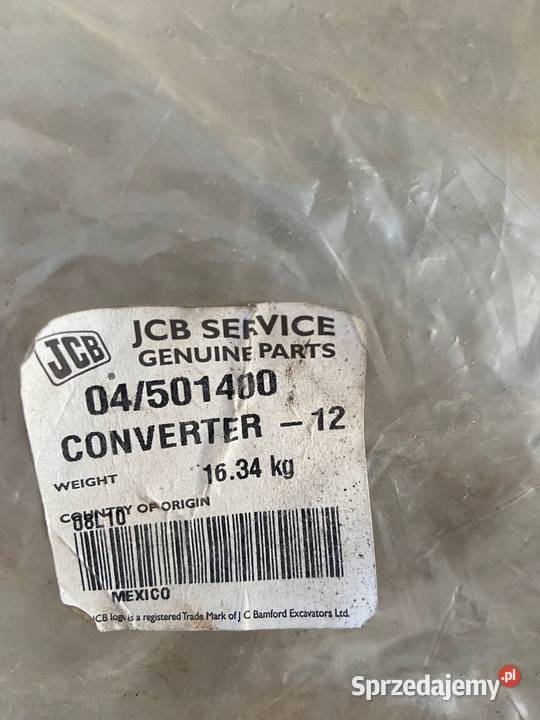 JCB
®
JCB SERVICE
GENUINE PARTS
04/501400
CONVERTER - 12
WEIGHT 16.34 kg
COUNTRY OF ORIGIN
08L10
MEXICO
JCB logo is a registered Trade Mark of J C Bamford Excavators Ltd.
Sprzedajemy.pl